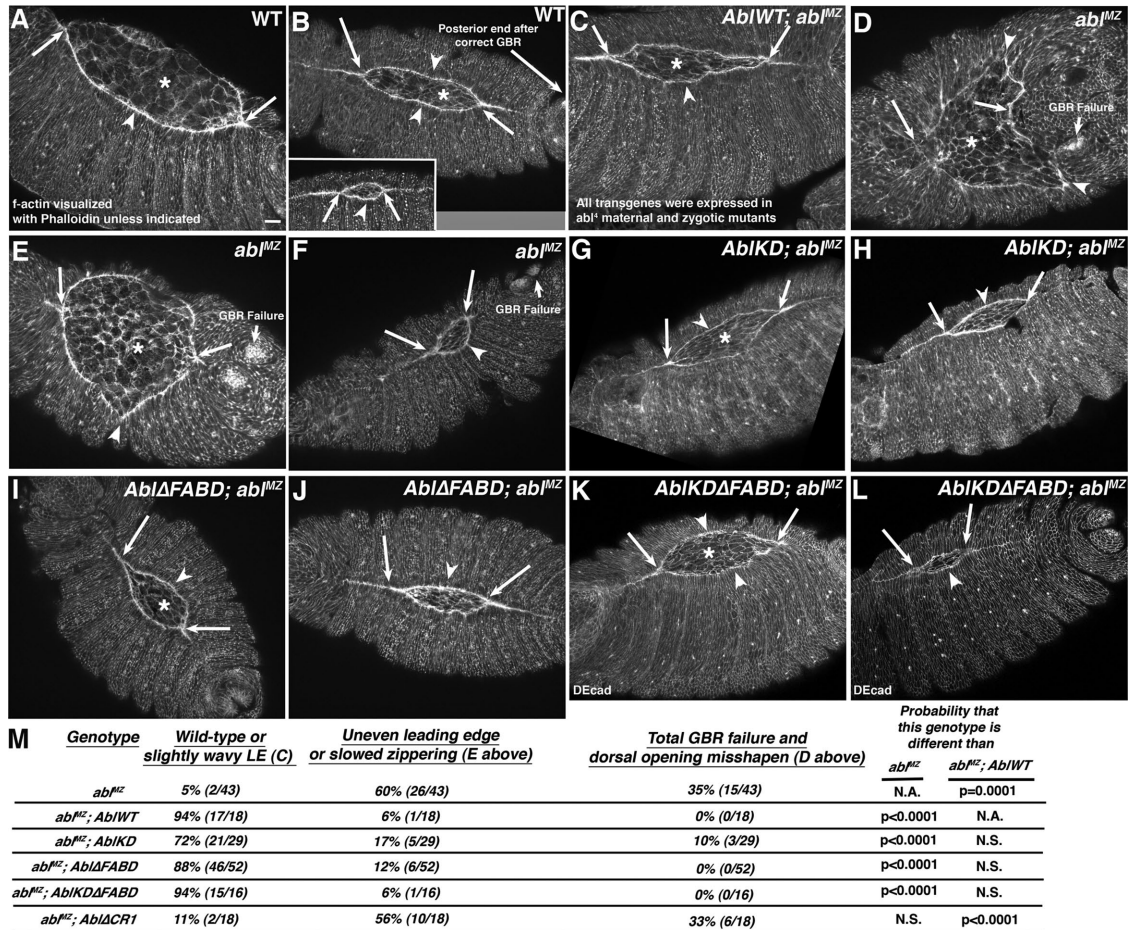 A
WT
f-actin visualized
with Phalloidin unless indicated
B
WT
Posterior end after
correct GBR
C
AblWT; abl^MZ
All transgenes were expressed in
abl⁴ maternal and zygotic mutants
D
abl^MZ
GBR Failure
E
abl^MZ
GBR Failure
F
abl^MZ
GBR Failure
G
AblKD; abl^MZ
H
AblKD; abl^MZ
I
AblΔFABD; abl^MZ
J
AblΔFABD; abl^MZ
K
AblKDΔFABD; abl^MZ
DEcad
L
AblKDΔFABD; abl^MZ
DEcad
M
Genotype
Wild-type or
slightly wavy LE (C)
Uneven leading edge
or slowed zippering (E above)
Total GBR failure and
dorsal opening misshapen (D above)
Probability that
this genotype is
different than
abl^MZ abl^MZ; AblWT
abl^MZ 5% (2/43) 60% (26/43) 35% (15/43) N.A. p=0.0001
abl^MZ; AblWT 94% (17/18) 6% (1/18) 0% (0/18) p<0.0001 N.A.
abl^MZ; AblKD 72% (21/29) 17% (5/29) 10% (3/29) p<0.0001 N.S.
abl^MZ; AblΔFABD 88% (46/52) 12% (6/52) 0% (0/52) p<0.0001 N.S.
abl^MZ; AblKDΔFABD 94% (15/16) 6% (1/16) 0% (0/16) p<0.0001 N.S.
abl^MZ; AblΔCR1 11% (2/18) 56% (10/18) 33% (6/18) N.S. p<0.0001